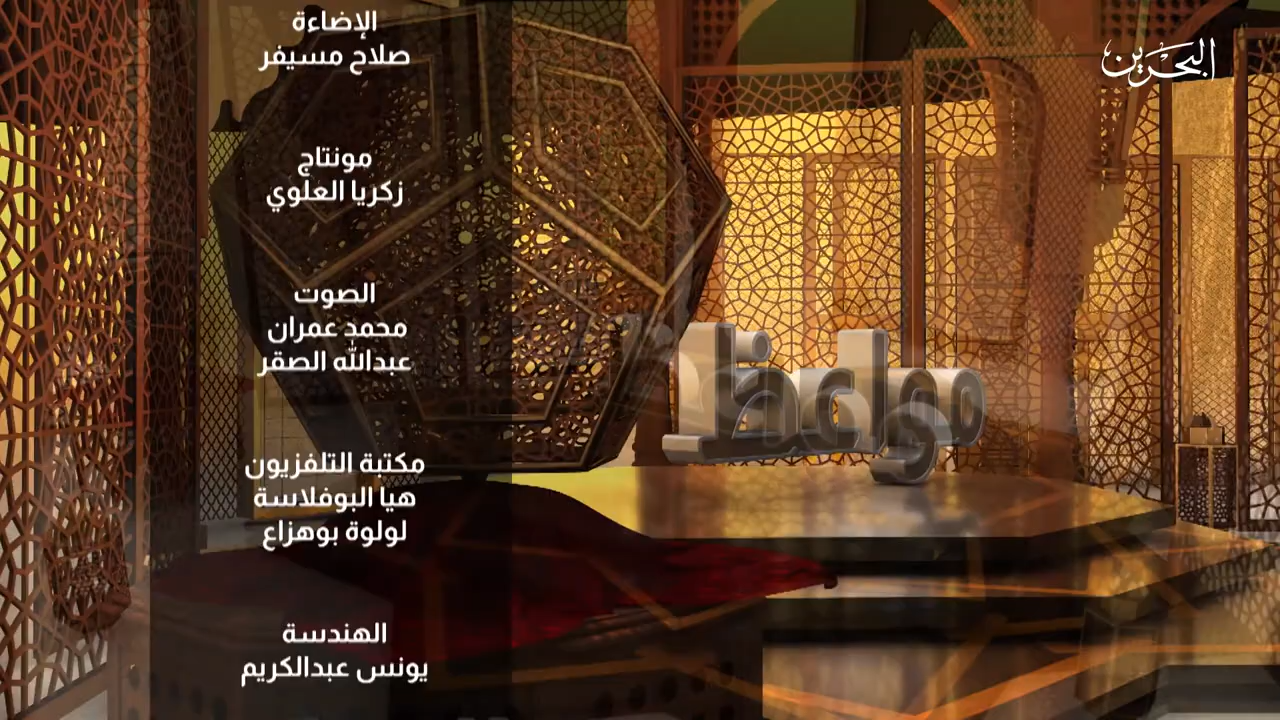 الإضاءة
صلاح مسيفر
مونتاج
زكريا العلوي
الصوت
محمد عمران
عبدالله الصقر
مكتبة التلفزيون
هيا البوفلاسة
لولوة بوهزاع
الهندسة
يونس عبدالكريم
البحرين
مواعظ